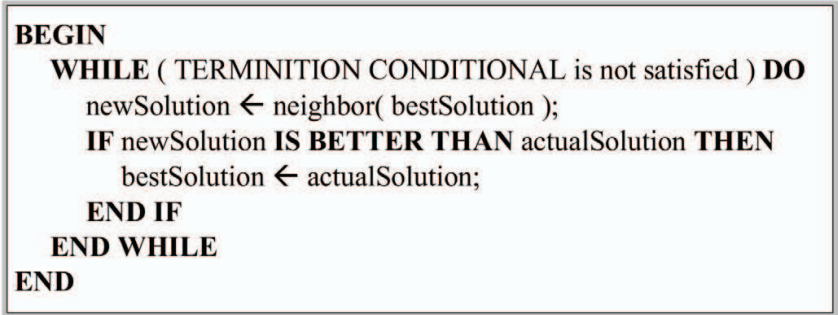 BEGIN
WHILE ( TERMINITION CONDITIONAL is not satisfied ) DO
newSolution ← neighbor( bestSolution );
IF newSolution IS BETTER THAN actualSolution THEN
bestSolution ← actualSolution;
END IF
END WHILE
END